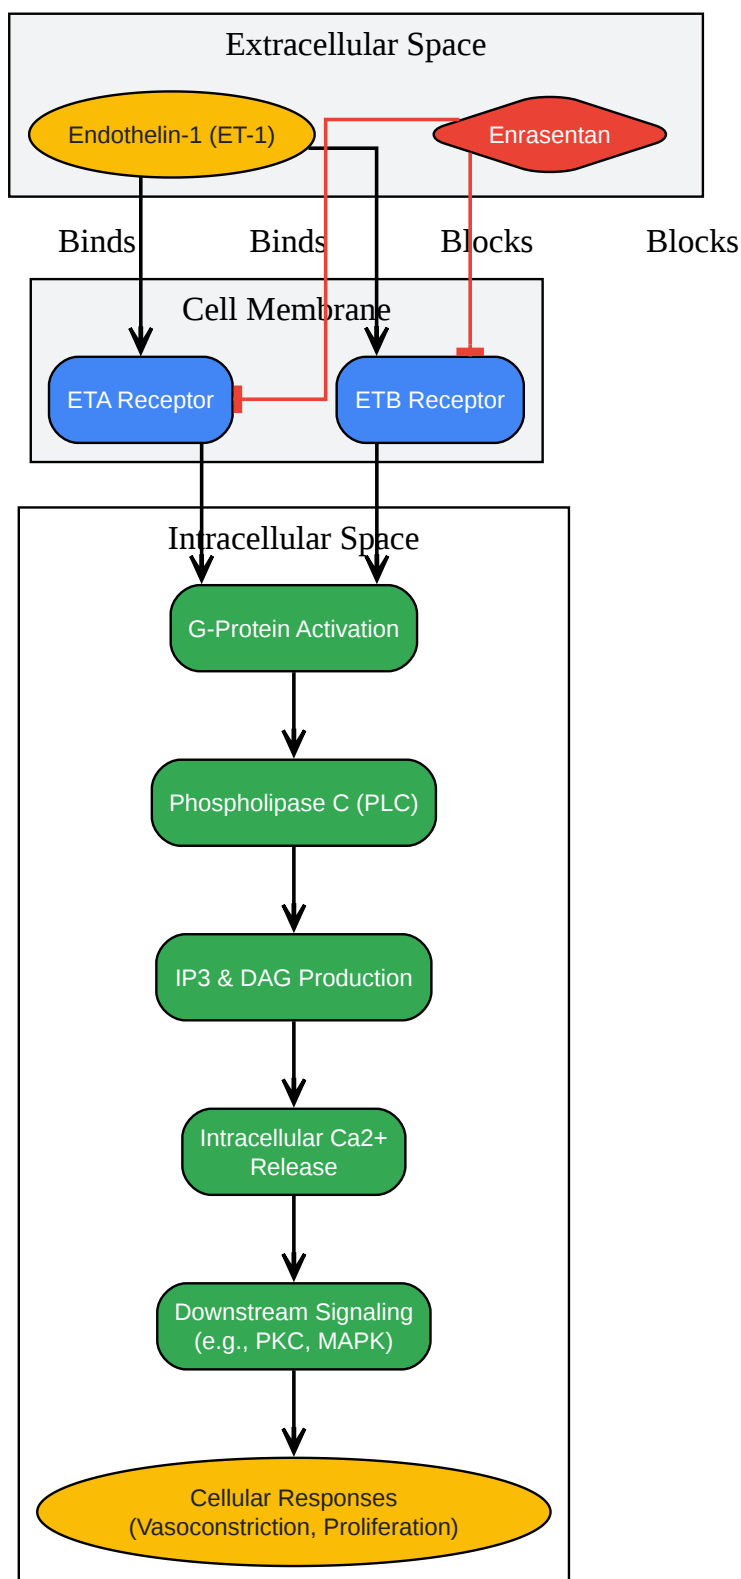 Extracellular Space
Endothelin-1 (ET-1)
Enrasentan
Binds
Binds
Blocks
Blocks
Cell Membrane
ETA Receptor
ETB Receptor
Intracellular Space
G-Protein Activation
Phospholipase C (PLC)
IP3 & DAG Production
Intracellular Ca2+
Release
Downstream Signaling
(e.g., PKC, MAPK)
Cellular Responses
(Vasoconstriction, Proliferation)